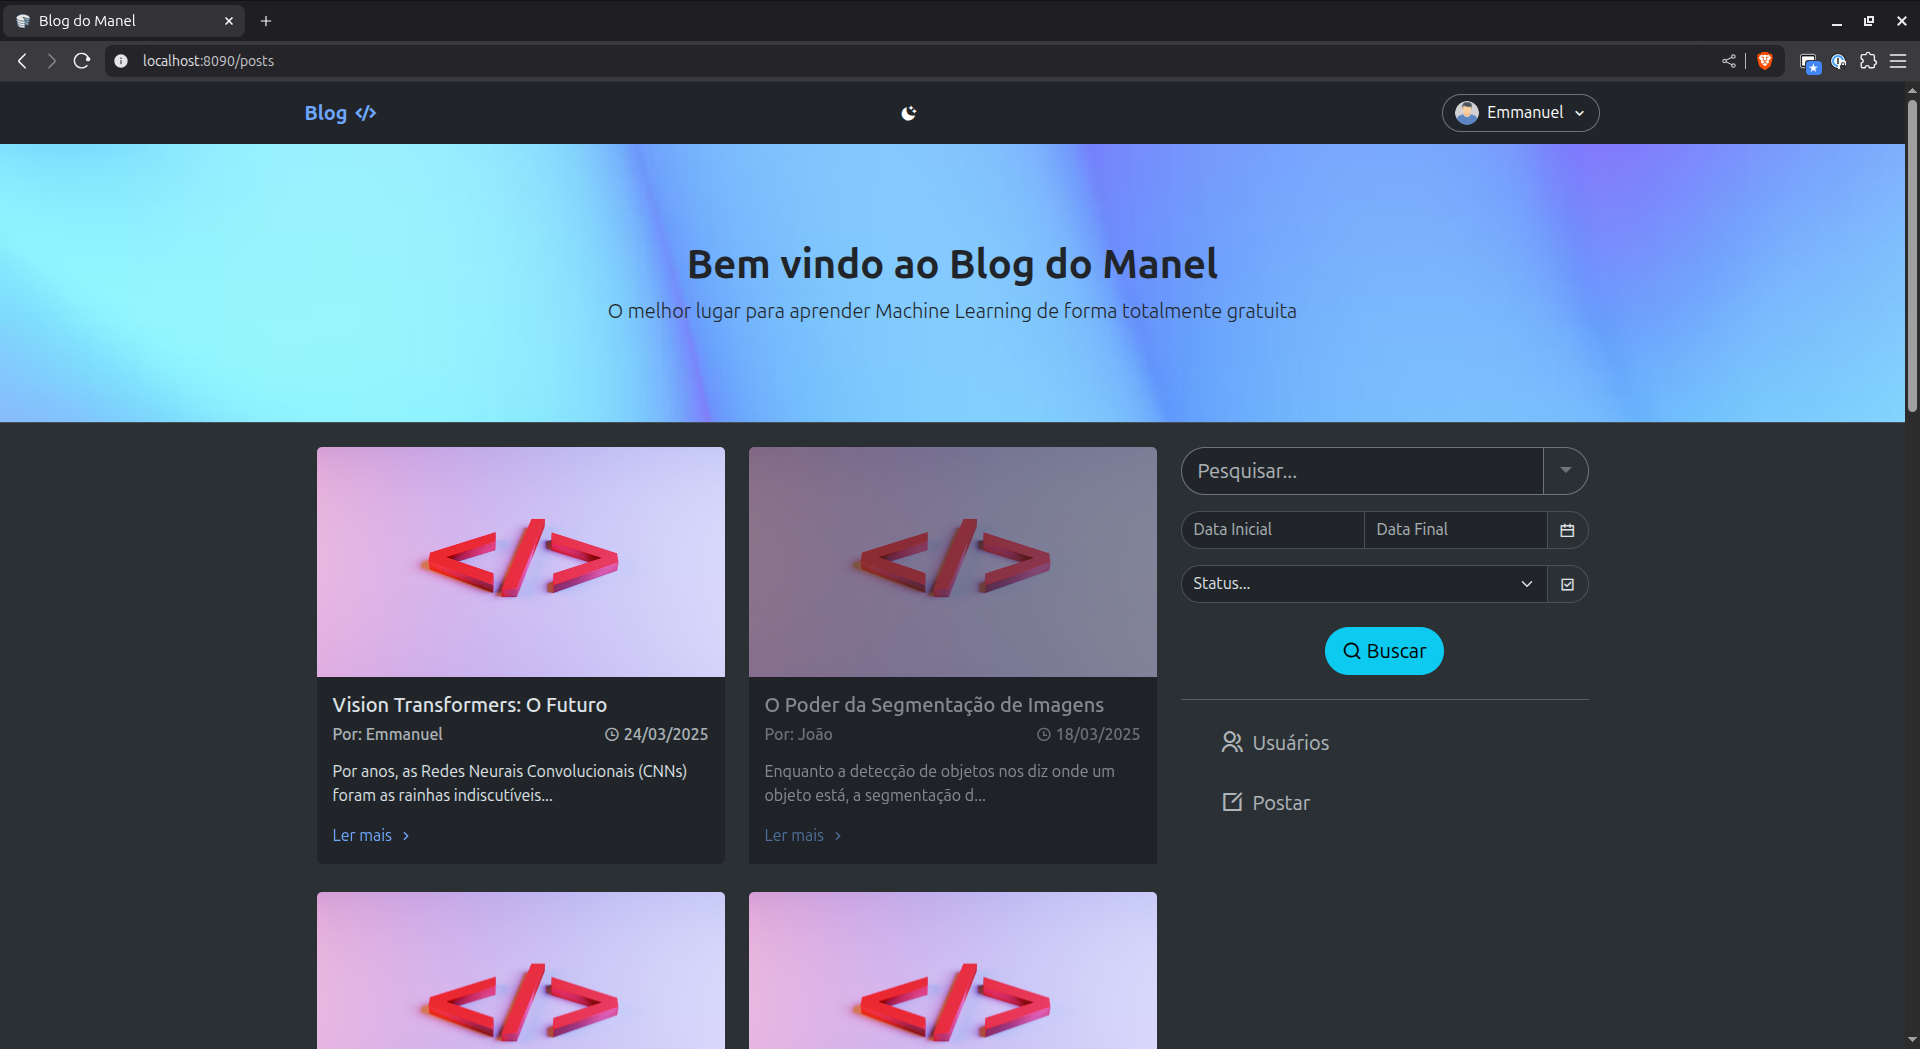 Blog do Manel
localhost:8090/posts
Blog </>
Emmanuel
Bem vindo ao Blog do Manel
O melhor lugar para aprender Machine Learning de forma totalmente gratuita
</>
Vision Transformers: O Futuro
Por: Emmanuel 24/03/2025
Por anos, as Redes Neurais Convolucionais (CNNs)
foram as rainhas indiscutíveis...
Ler mais
</>
O Poder da Segmentação de Imagens
Por: João 18/03/2025
Enquanto a detecção de objetos nos diz onde um
objeto está, a segmentação d...
Ler mais
</>
</>
Pesquisar...
Data Inicial Data Final
Status...
Buscar
Usuários
Postar